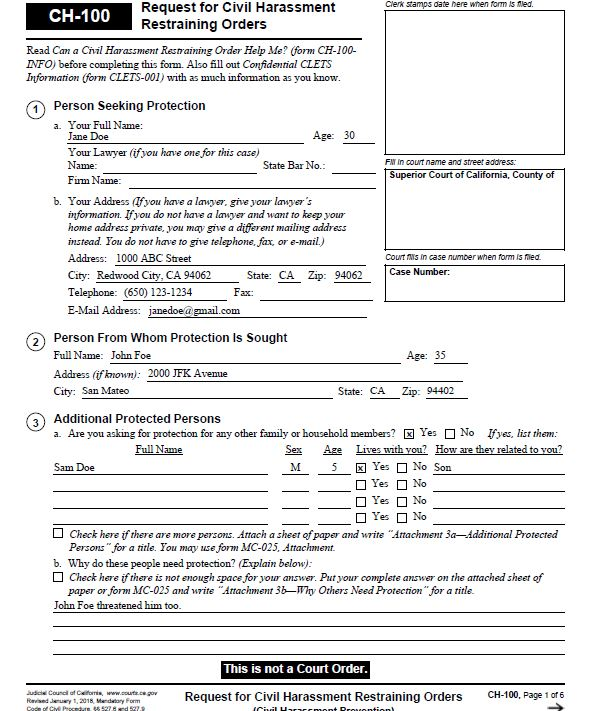 CH-100
Request for Civil Harassment
Restraining Orders
Clerk stamps date here when form is filed.
Read Can a Civil Harassment Restraining Order Help Me? (form CH-100-
INFO) before completing this form. Also fill out Confidential CLETS
Information (form CLETS-001) with as much information as you know.
1 Person Seeking Protection
a. Your Full Name:
Jane Doe Age: 30
Your Lawyer (if you have one for this case)
Name: State Bar No.:
Firm Name:
Fill in court name and street address:
Superior Court of California, County of
b. Your Address (If you have a lawyer, give your lawyer's
information. If you do not have a lawyer and want to keep your
home address private, you may give a different mailing address
instead. You do not have to give telephone, fax, or e-mail.)
Address: 1000 ABC Street
City: Redwood City, CA 94062 State: CA Zip: 94062
Telephone: (650) 123-1234 Fax:
E-Mail Address: janedoe@gmail.com
Court fills in case number when form is filed.
Case Number:
2 Person From Whom Protection Is Sought
Full Name: John Foe Age: 35
Address (if known): 2000 JFK Avenue
City: San Mateo State: CA Zip: 94402
3 Additional Protected Persons
a. Are you asking for protection for any other family or household members? x Yes No If yes, list them:
Full Name Sex Age Lives with you? How are they related to you?
Sam Doe M 5 x Yes No Son
Yes No
Yes No
Yes No
Check here if there are more persons. Attach a sheet of paper and write "Attachment 3a—Additional Protected
Persons" for a title. You may use form MC-025, Attachment.
b. Why do these people need protection? (Explain below):
Check here if there is not enough space for your answer. Put your complete answer on the attached sheet of
paper or form MC-025 and write "Attachment 3b—Why Others Need Protection" for a title.
John Foe threatened him too.
This is not a Court Order.
Judicial Council of California, www.courts.ca.gov
Revised January 1, 2018, Mandatory Form
Code of Civil Procedure, §§ 527.6 and 527.9
Request for Civil Harassment Restraining Orders
(Civil Harassment Prevention)
CH-100, Page 1 of 6